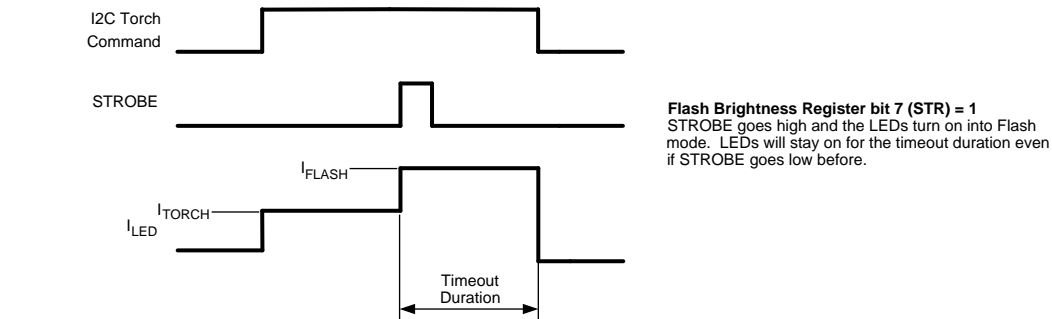 I2C Torch
Command
STROBE
Flash Brightness Register bit 7 (STR) = 1
STROBE goes high and the LEDs turn on into Flash
mode.  LEDs will stay on for the timeout duration even
if STROBE goes low before.
IFLASH
ITORCH
ILED
Timeout
Duration